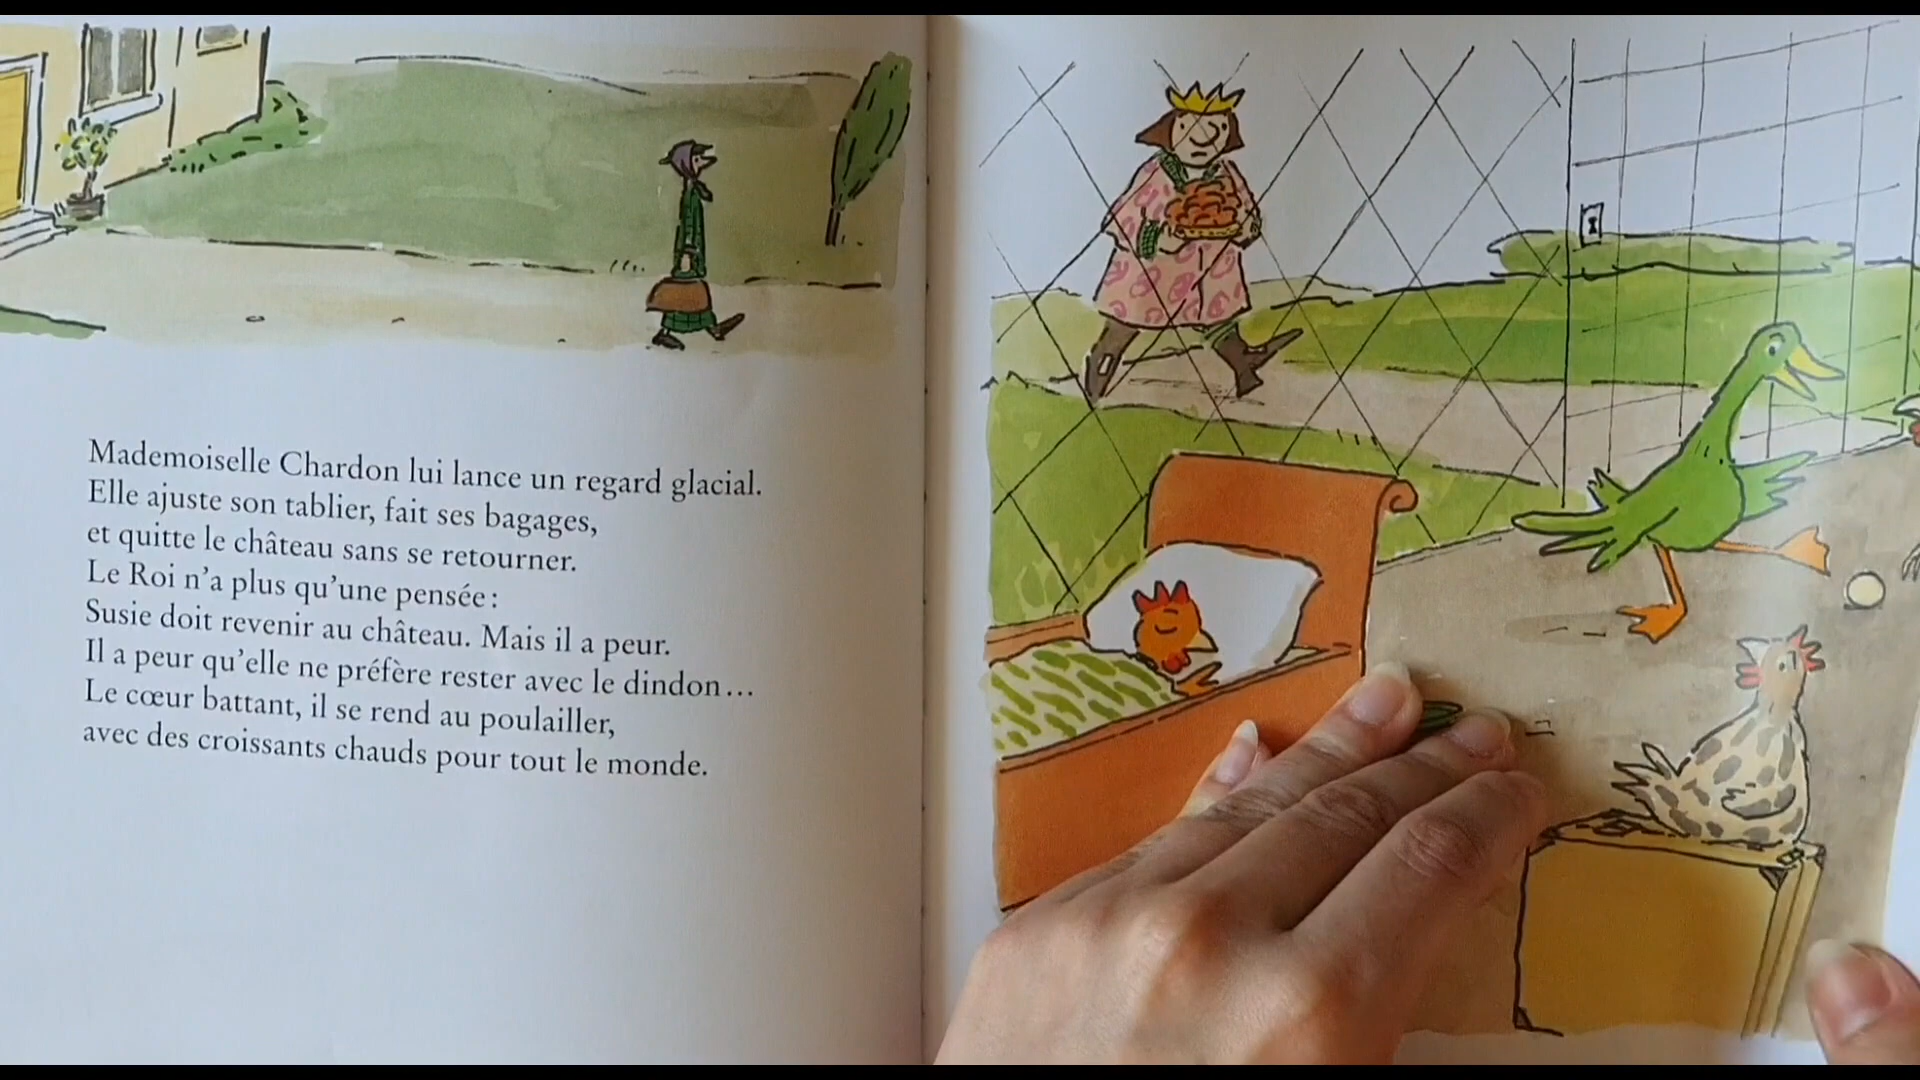 Mademoiselle Chardon lui lance un regard glacial.
Elle ajuste son tablier, fait ses bagages,
et quitte le château sans se retourner.
Le Roi n’a plus qu’une pensée :
Susie doit revenir au château. Mais il a peur.
Il a peur qu’elle ne préfère rester avec le dindon…
Le cœur battant, il se rend au poulailler,
avec des croissants chauds pour tout le monde.